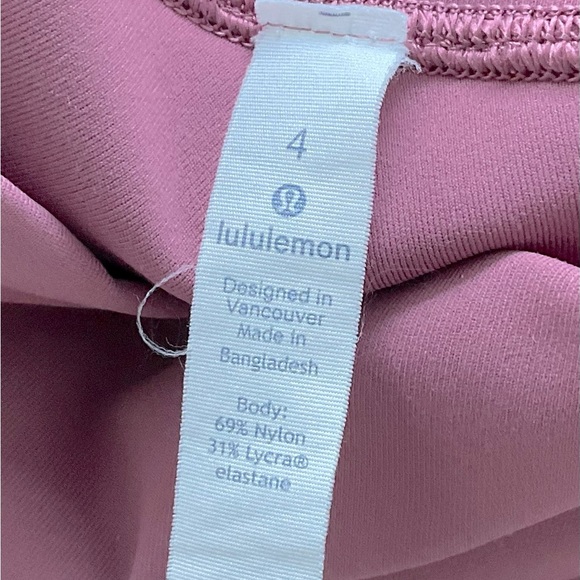 4
lululemon
Designed in
Vancouver
Made in
Bangladesh
Body:
69% Nylon
31% Lycra®
elastane